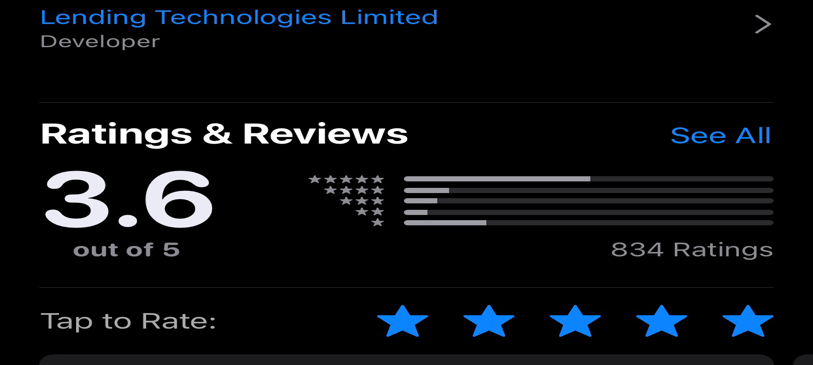 Lending Technologies Limited
Developer
Ratings & Reviews
See All
3.6
out of 5
834 Ratings
Tap to Rate: